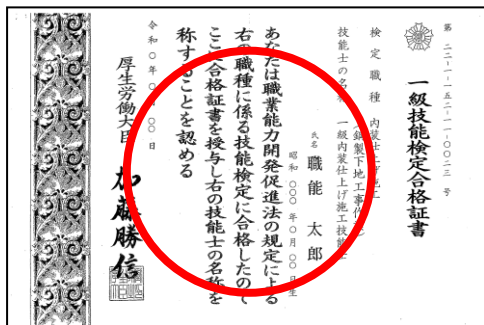 第 二二-一-一五二-一一-〇〇二三 号
一級技能検定合格証書
検定職種 内装仕上げ施工
(鋼製下地工事作業)
技能士の名称 一級内装仕上げ施工技能士
氏名 職能 太郎
昭和 〇〇〇 年〇月〇〇日生
あなたは職業能力開発促進法の規定による
右の職種に係る技能検定に合格したので
ここに合格証書を授与し右の技能士の名称を
称することを認める
令和〇年〇月〇〇日
厚生労働大臣 加藤勝信